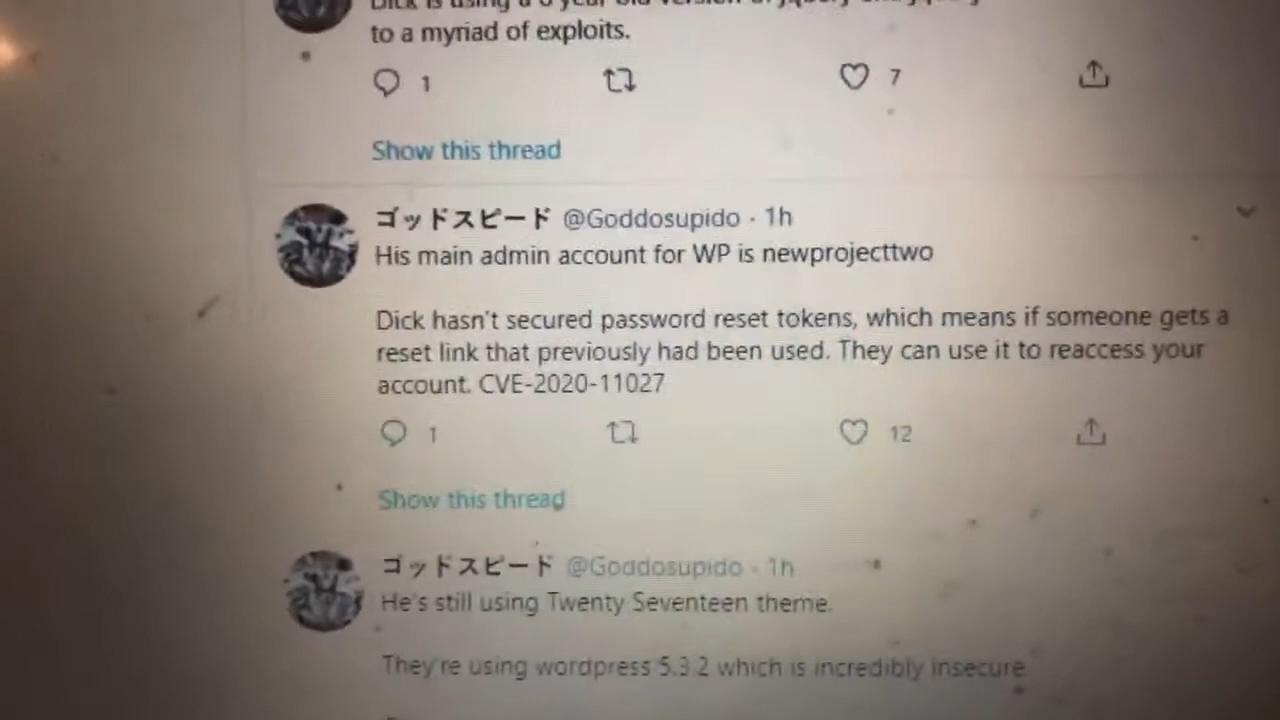 to a myriad of exploits.
1 7
Show this thread
ゴッドスピード @Goddosupido · 1h
His main admin account for WP is newprojecttwo
Dick hasn't secured password reset tokens, which means if someone gets a
reset link that previously had been used. They can use it to reaccess your
account. CVE-2020-11027
1 12
Show this thread
ゴッドスピード @Goddosupido · 1h
He's still using Twenty Seventeen theme.
They're using wordpress 5.3.2 which is incredibly insecure